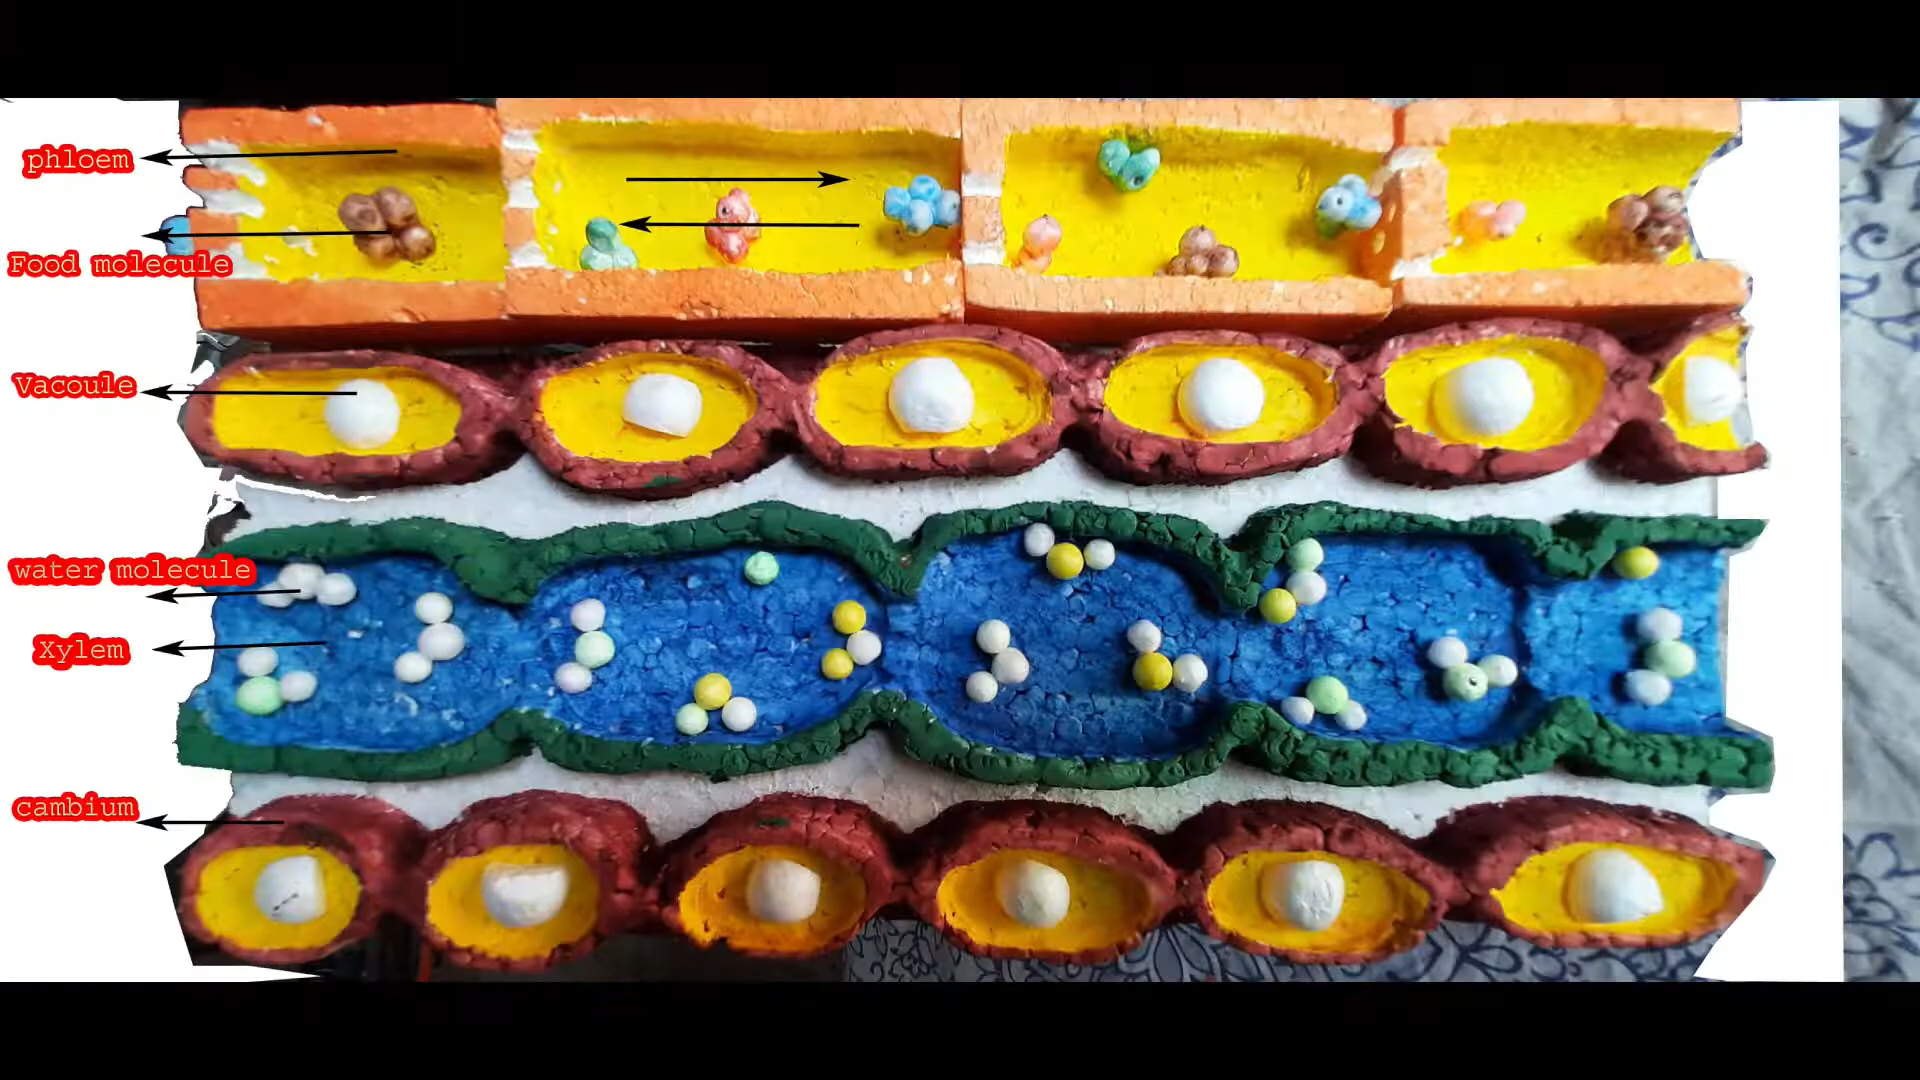 phloem
Food molecule
Vacoule
water molecule
Xylem
cambium